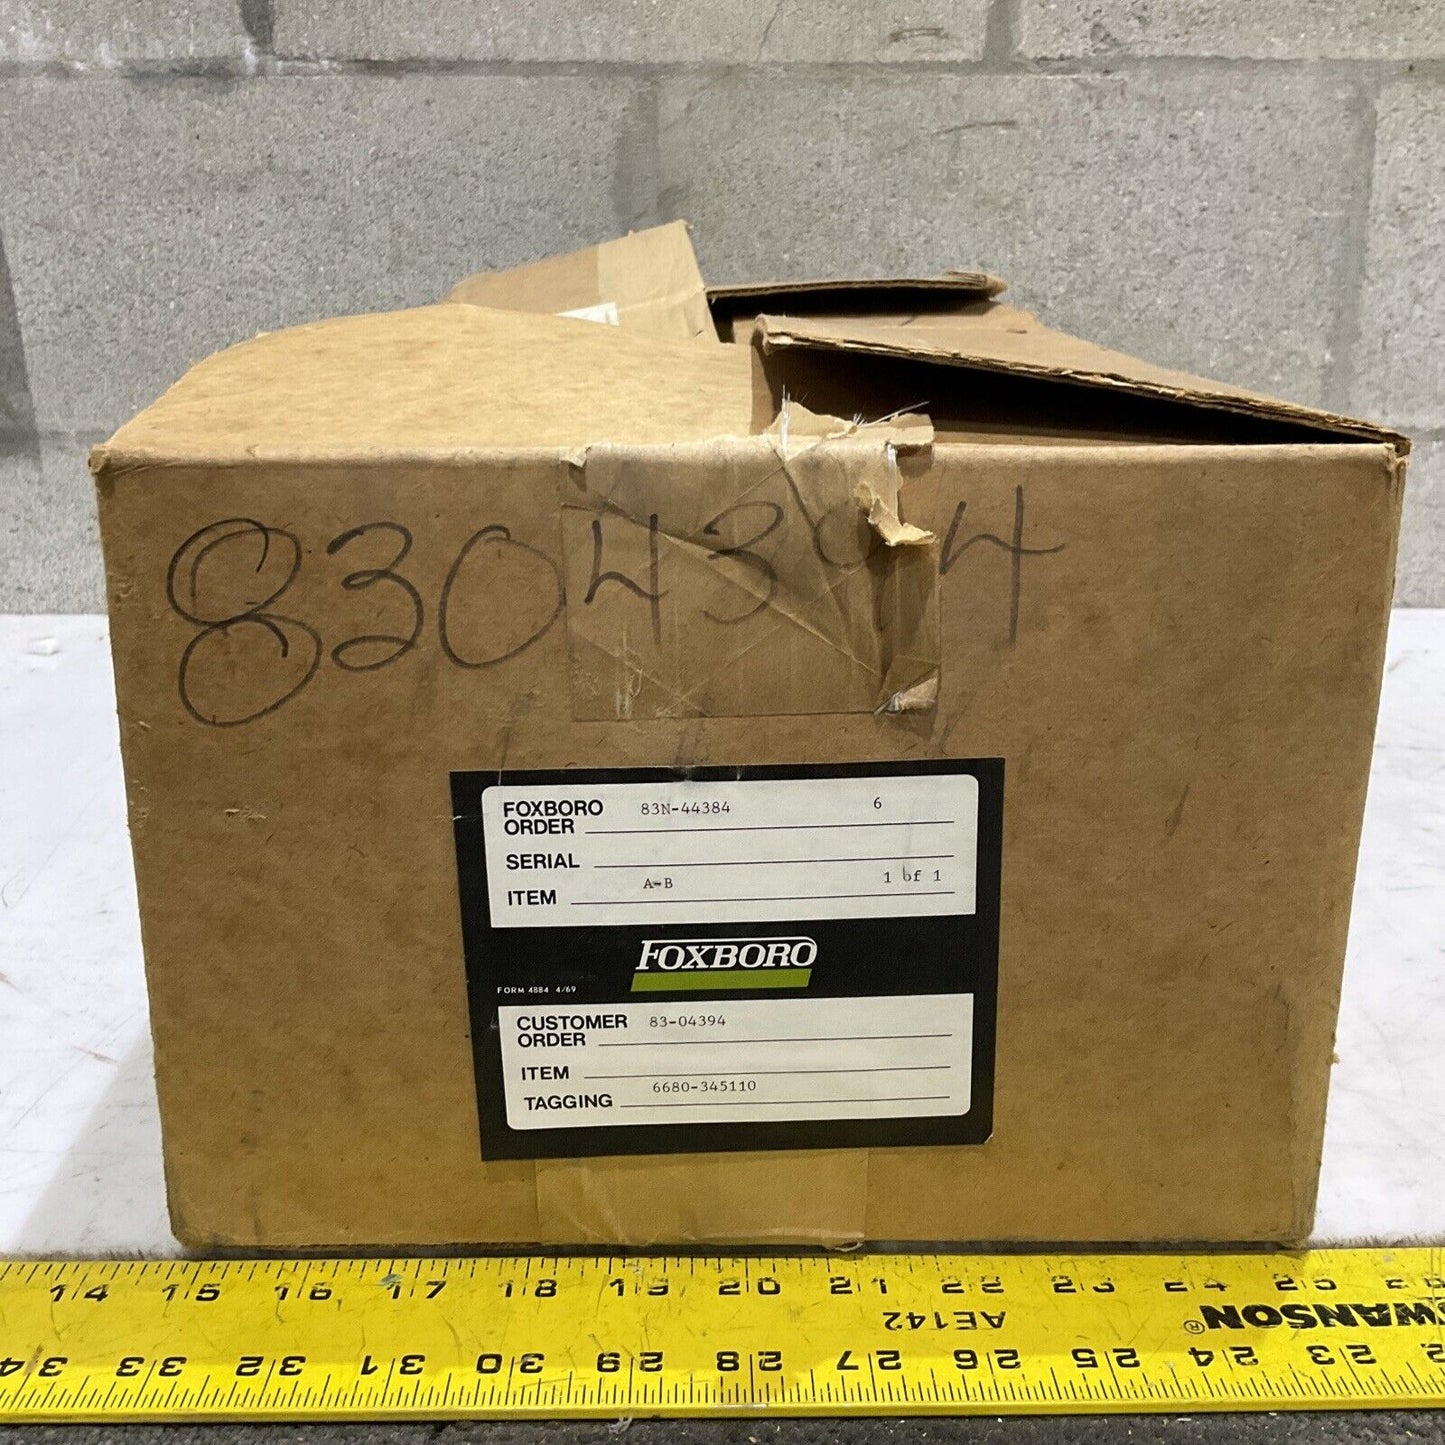 8304394
FOXBORO 83N-44384 6
ORDER
SERIAL
ITEM A-B 1 of 1
FOXBORO
FORM 4884 4/69
CUSTOMER 83-04394
ORDER
ITEM
TAGGING 6680-345110
14 15 16 17 18 19 20 21 22 23 24 25
AE142
SWANSON®
34 33 32 31 30 29 28 27 26 25 24 23